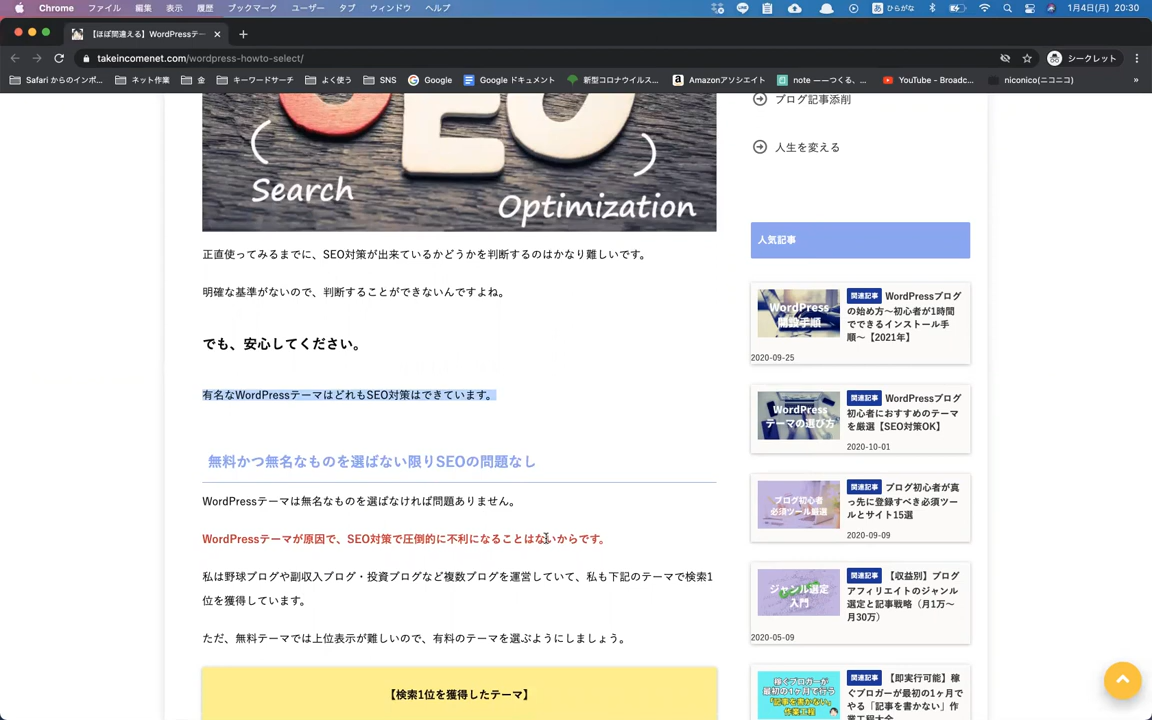 Chrome ファイル 編集 表示 履歴 ブックマーク ユーザー タブ ウィンドウ ヘルプ ひらがな 1月4日(月) 20:30
【ほぼ間違える】WordPressテー
takeincomenet.com/wordpress-howto-select/ シークレット
Safari からのインポ... ネット作業 金 キーワードサーチ よく使う SNS Google Google ドキュメント 新型コロナウイルス... Amazonアソシエイト note ーーつくる、... YouTube - Broadc... niconico(ニコニコ) »
SEO
Search
Optimization
正直使ってみるまでに、SEO対策が出来ているかどうかを判断するのはかなり難しいです。
明確な基準がないので、判断することができないんですよね。
でも、安心してください。
有名なWordPressテーマはどれもSEO対策はできています。
無料かつ無名なものを選ばない限りSEOの問題なし
WordPressテーマは無名なものを選ばなければ問題ありません。
WordPressテーマが原因で、SEO対策で圧倒的に不利になることはないからです。
私は野球ブログや副収入ブログ・投資ブログなど複数ブログを運営していて、私も下記のテーマで検索1
位を獲得しています。
ただ、無料テーマでは上位表示が難しいので、有料のテーマを選ぶようにしましょう。
【検索1位を獲得したテーマ】
ブログ記事添削
人生を変える
人気記事
WordPress
開設手順
関連記事 WordPressブログ
の始め方〜初心者が1時間
でできるインストール手
順〜【2021年】
2020-09-25
WordPress
テーマの選び方
関連記事 WordPressブログ
初心者におすすめのテーマ
を厳選【SEO対策OK】
2020-10-01
ブログ初心者
必須ツール厳選
関連記事 ブログ初心者が真
っ先に登録すべき必須ツー
ルとサイト15選
2020-09-09
ジャンル選定
入門
関連記事 【収益別】ブログ
アフィリエイトのジャンル
選定と記事戦略（月1万〜
月30万）
2020-05-09
稼ぐブロガーが
最初の1ヶ月で行う
「記事を書かない」
作業工程
関連記事 【即実行可能】稼
ぐブロガーが最初の1ヶ月で
やる「記事を書かない」作
業工程大全